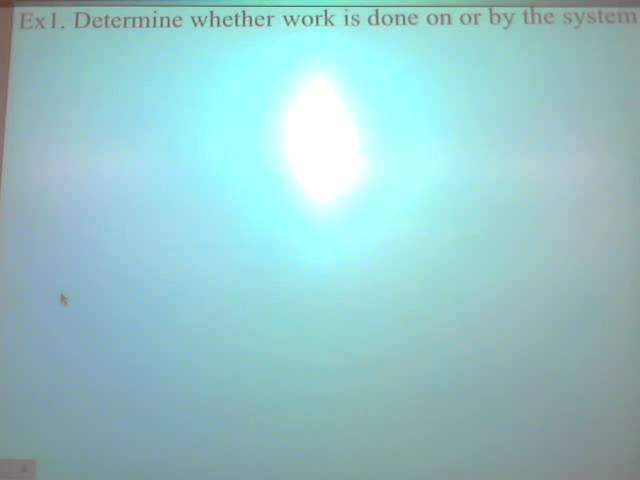 Ex1. Determine whether work is done on or by the system